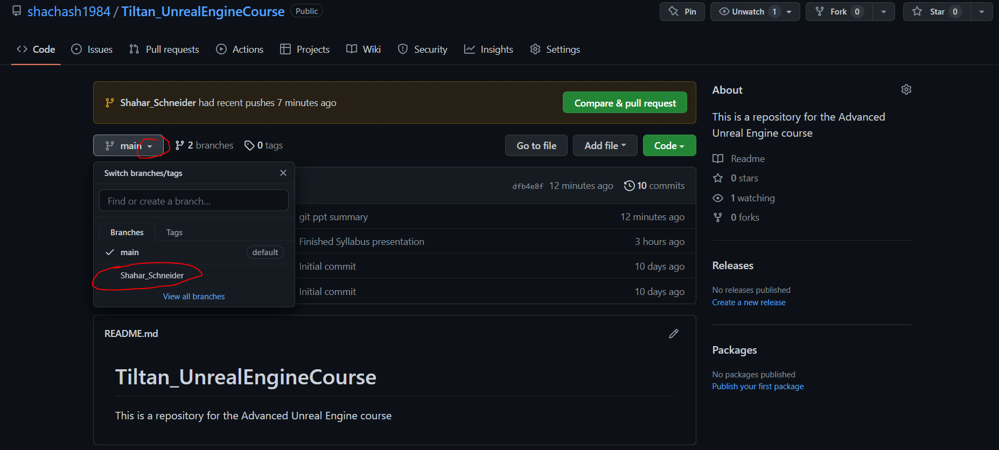 shachash1984 / Tiltan_UnrealEngineCourse Public
Pin Unwatch 1 Fork 0 Star 0
Code Issues Pull requests Actions Projects Wiki Security Insights Settings
Shahar_Schneider had recent pushes 7 minutes ago Compare & pull request
main 2 branches 0 tags Go to file Add file Code
Switch branches/tags
Find or create a branch...
Branches Tags
main default
Shahar_Schneider
View all branches
dfb4e8f 12 minutes ago 10 commits
git ppt summary 12 minutes ago
Finished Syllabus presentation 3 hours ago
Initial commit 10 days ago
Initial commit 10 days ago
README.md
Tiltan_UnrealEngineCourse
This is a repository for the Advanced Unreal Engine course
About
This is a repository for the Advanced
Unreal Engine course
Readme
0 stars
1 watching
0 forks
Releases
No releases published
Create a new release
Packages
No packages published
Publish your first package